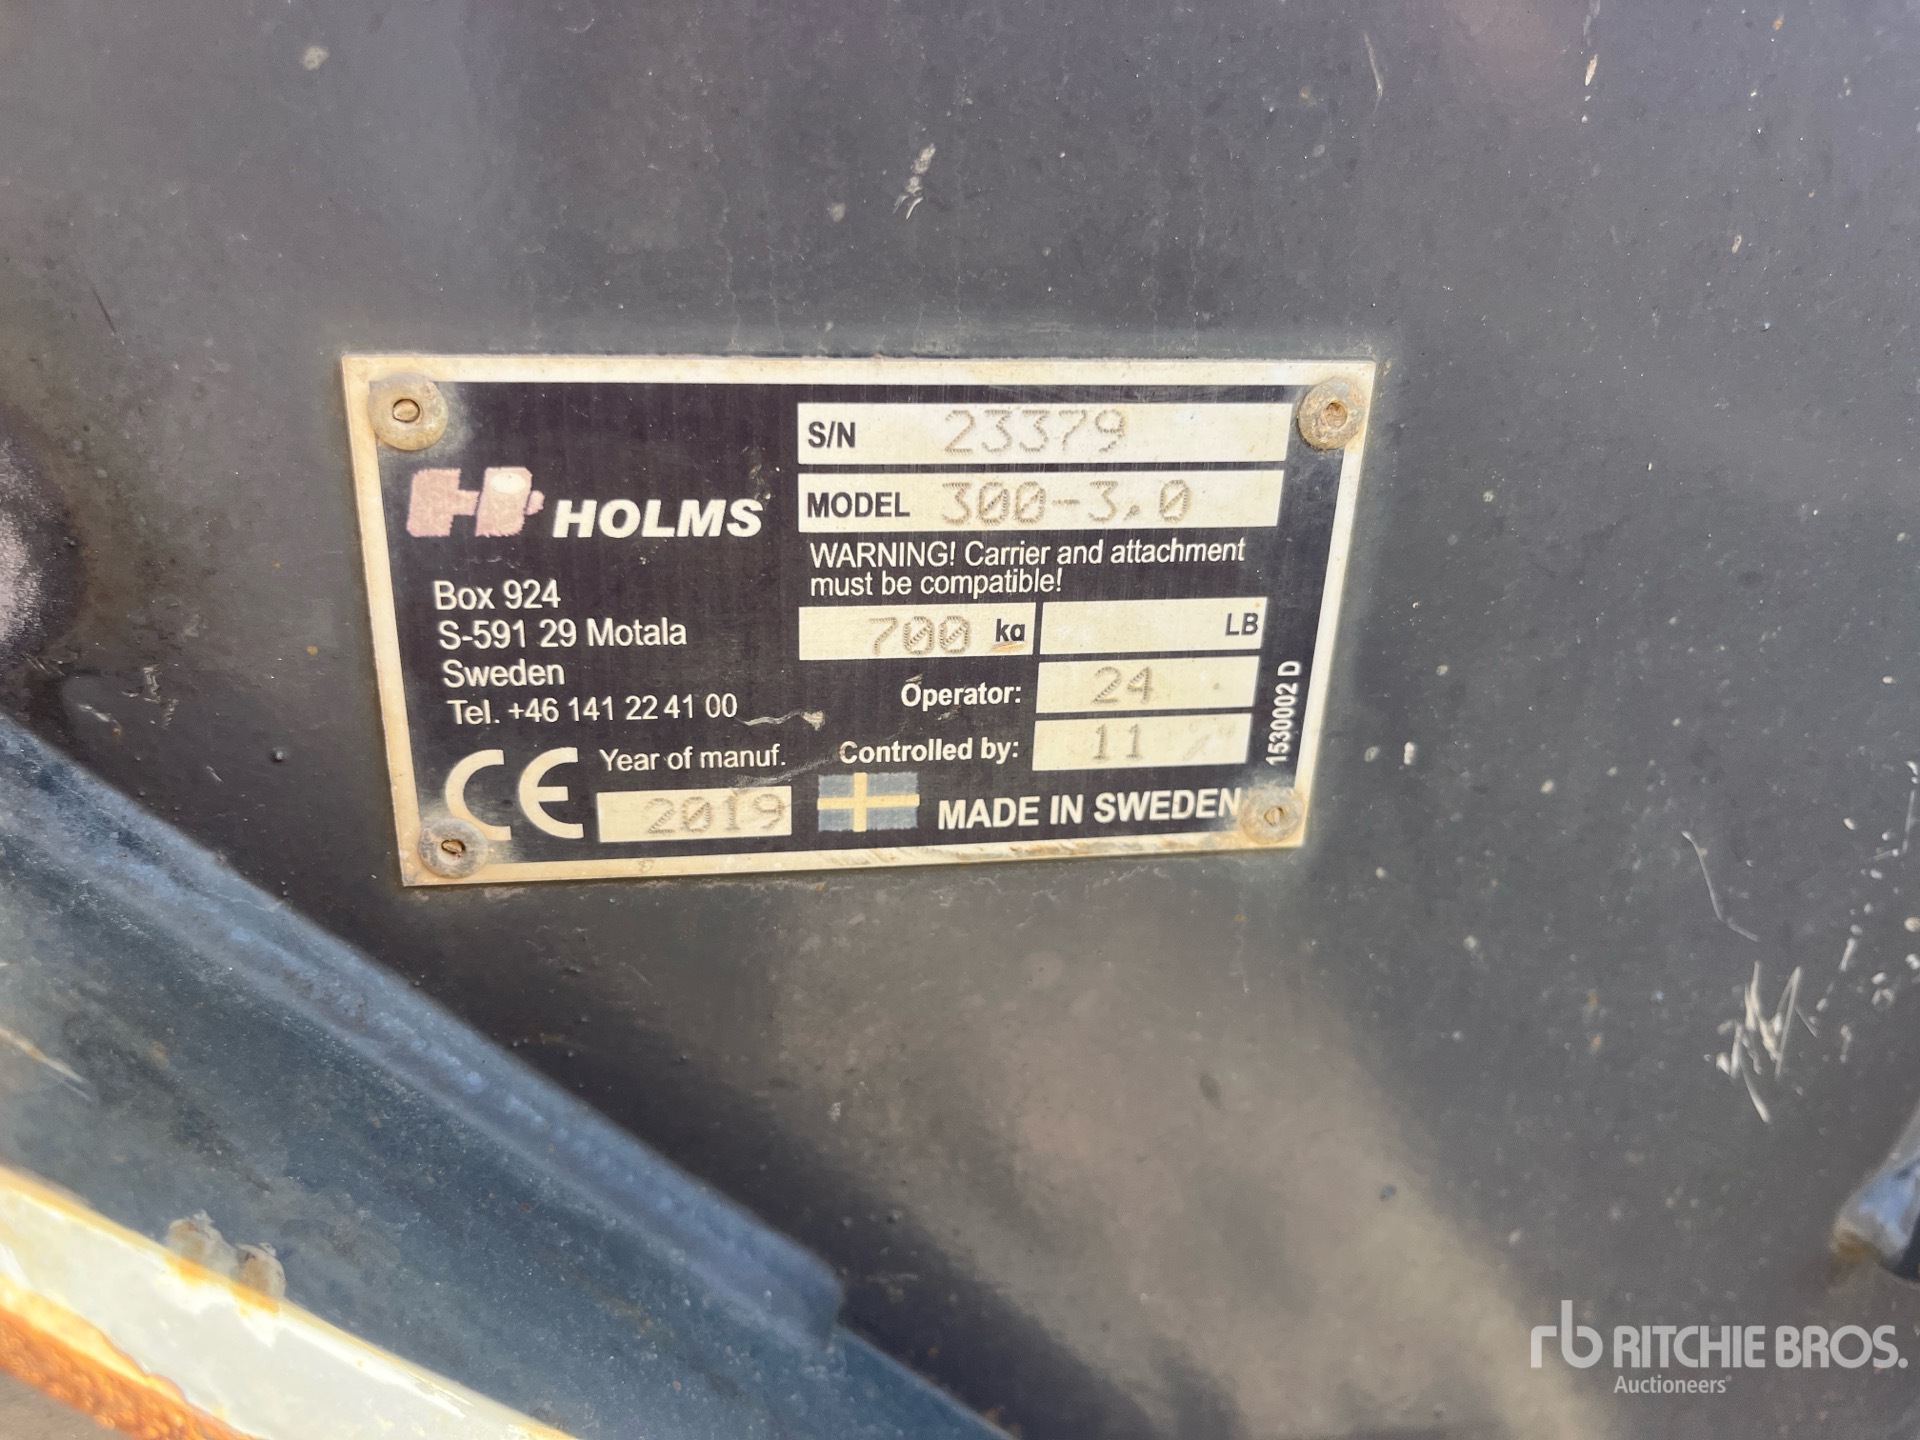 HOLMS
Box 924
S-591 29 Motala
Sweden
Tel. +46 141 22 41 00
CE
Year of manuf.
2019
S/N 23379
MODEL 300-3.0
WARNING! Carrier and attachment
must be compatible!
700 kg
LB
Operator: 24
Controlled by: 11
MADE IN SWEDEN
1530002 D
rb RITCHIE BROS.
Auctioneers